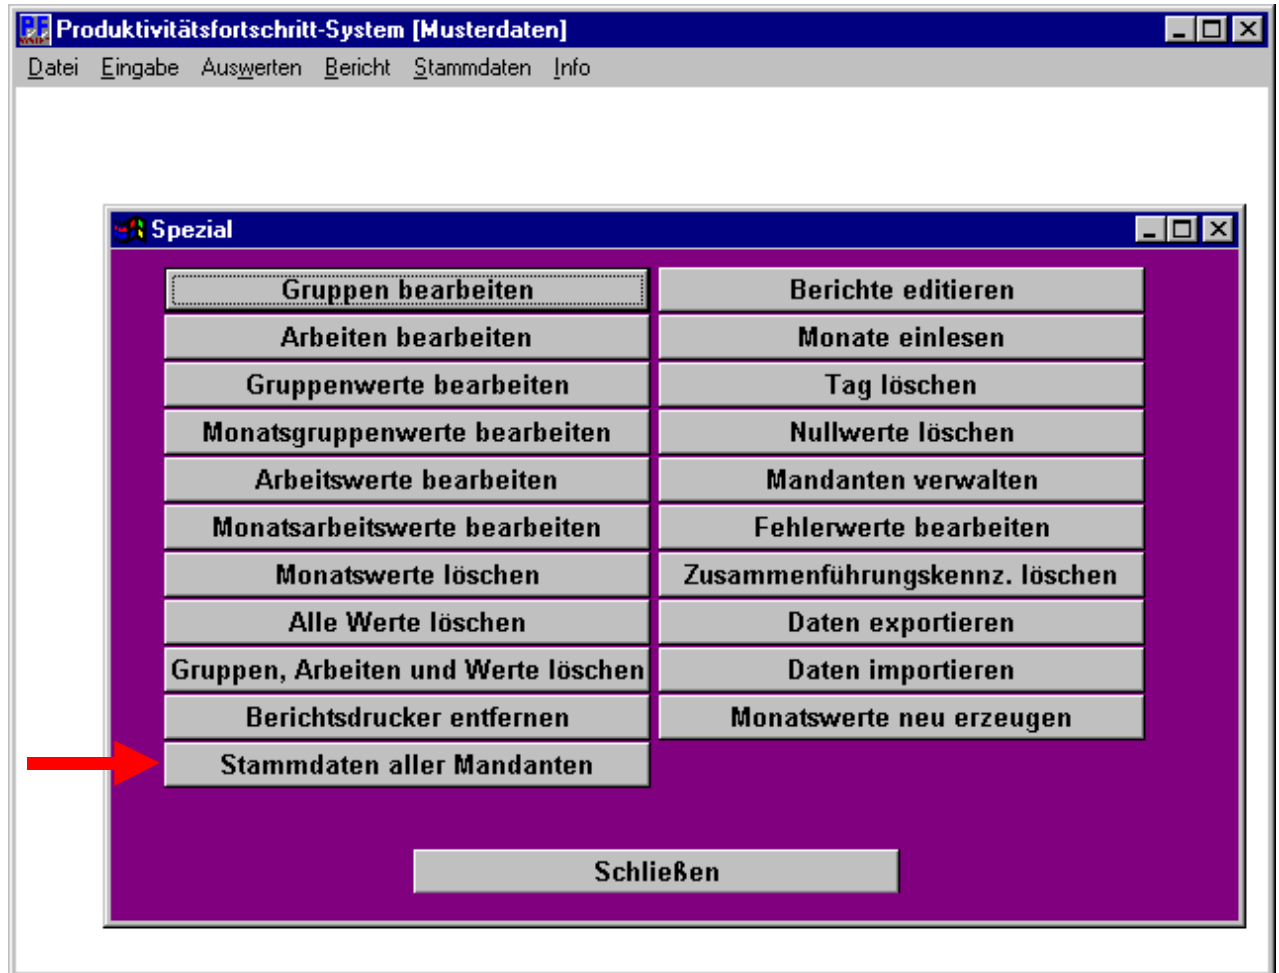 Produktivitätsfortschritt-System [Musterdaten]
Datei Eingabe Auswerten Bericht Stammdaten Info
Spezial
Gruppen bearbeiten
Arbeiten bearbeiten
Gruppenwerte bearbeiten
Monatsgruppenwerte bearbeiten
Arbeitswerte bearbeiten
Monatsarbeitswerte bearbeiten
Monatswerte löschen
Alle Werte löschen
Gruppen, Arbeiten und Werte löschen
Berichtsdrucker entfernen
Stammdaten aller Mandanten
Berichte editieren
Monate einlesen
Tag löschen
Nullwerte löschen
Mandanten verwalten
Fehlerwerte bearbeiten
Zusammenführungskennz. löschen
Daten exportieren
Daten importieren
Monatswerte neu erzeugen
Schließen